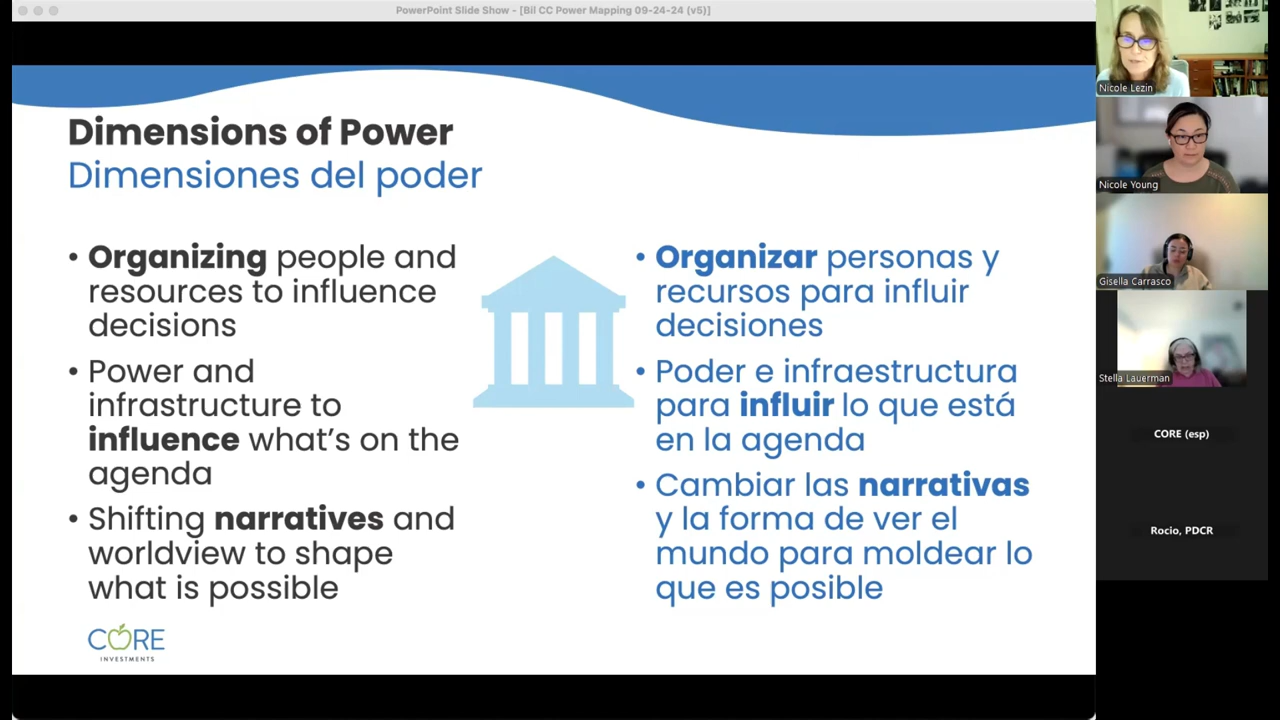 PowerPoint Slide Show - [Bil CC Power Mapping 09-24-24 (v5)]
Dimensions of Power
Dimensiones del poder
• Organizing people and
resources to influence
decisions
• Power and
infrastructure to
influence what's on the
agenda
• Shifting narratives and
worldview to shape
what is possible
• Organizar personas y
recursos para influir
decisiones
• Poder e infraestructura
para influir lo que está
en la agenda
• Cambiar las narrativas
y la forma de ver el
mundo para moldear lo
que es posible
CORE
INVESTMENTS
Nicole Lezin
Nicole Young
Gisella Carrasco
Stella Lauerman
CORE (esp)
Rocio, PDCR